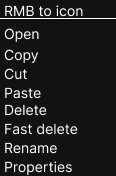 RMB to icon
Open
Copy
Cut
Paste
Delete
Fast delete
Rename
Properties